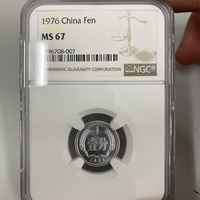 1976 China Fen
MS 67
96708-007
NGC
NUMISMATIC GUARANTY CORPORATION